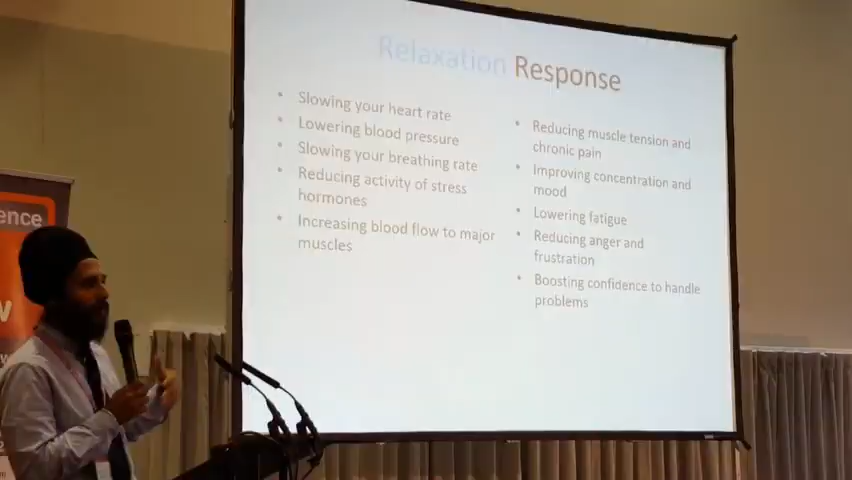 Relaxation Response
• Slowing your heart rate
• Lowering blood pressure
• Slowing your breathing rate
• Reducing activity of stress
hormones
• Increasing blood flow to major
muscles
• Reducing muscle tension and
chronic pain
• Improving concentration and
mood
• Lowering fatigue
• Reducing anger and
frustration
• Boosting confidence to handle
problems
ence
w